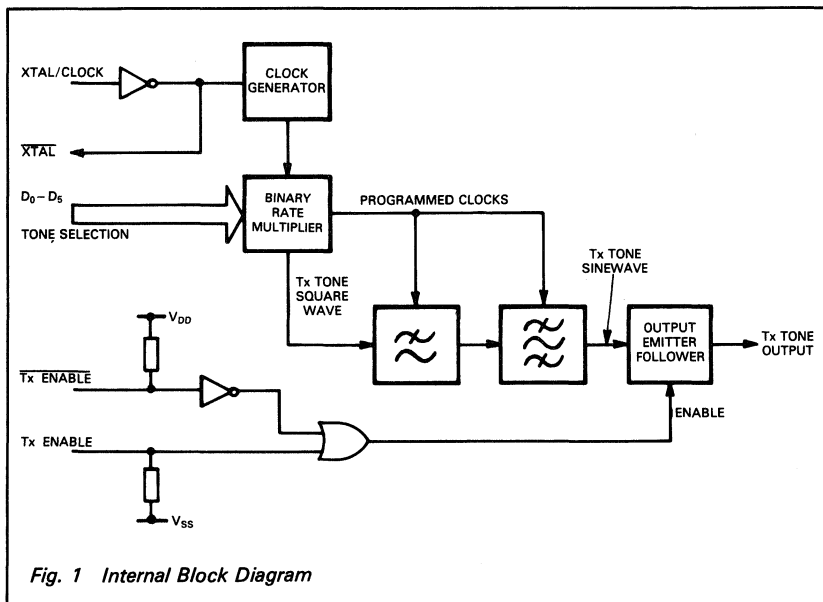 XTAL/CLOCK
CLOCK
GENERATOR
XTAL
D0–D5
TONE SELECTION
BINARY
RATE
MULTIPLIER
PROGRAMMED CLOCKS
Tx TONE
SQUARE
WAVE
Tx TONE
SINEWAVE
OUTPUT
EMITTER
FOLLOWER
Tx TONE
OUTPUT
VDD
Tx ENABLE
ENABLE
Tx ENABLE
VSS
Fig. 1 Internal Block Diagram